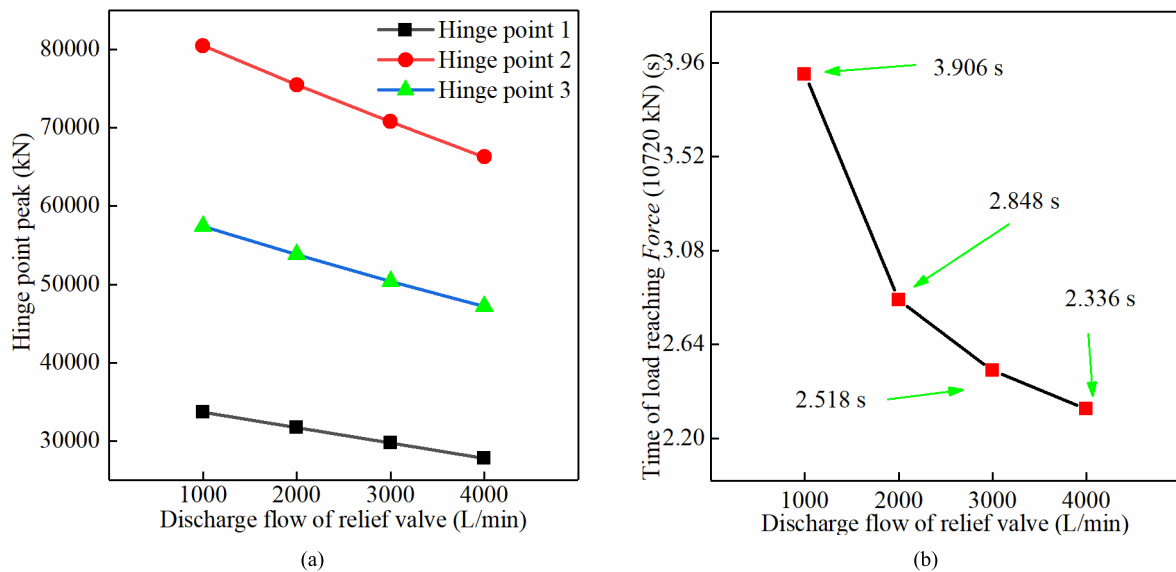 Hinge point 1
Hinge point 2
Hinge point 3
80000
70000
60000
50000
40000
30000
Hinge point peak (kN)
1000 2000 3000 4000
Discharge flow of relief valve (L/min)
(a)
3.96
3.52
3.08
2.64
2.20
Time of load reaching Force (10720 kN) (s)
3.906 s
2.848 s
2.518 s
2.336 s
1000 2000 3000 4000
Discharge flow of relief valve (L/min)
(b)